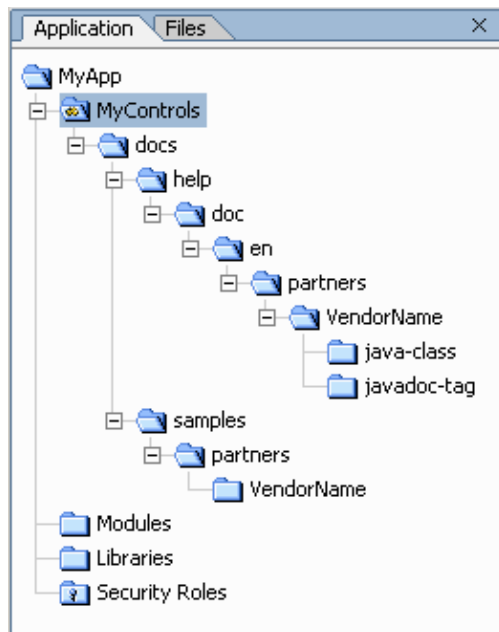 Application Files
MyApp
MyControls
docs
help
doc
en
partners
VendorName
java-class
javadoc-tag
samples
partners
VendorName
Modules
Libraries
Security Roles